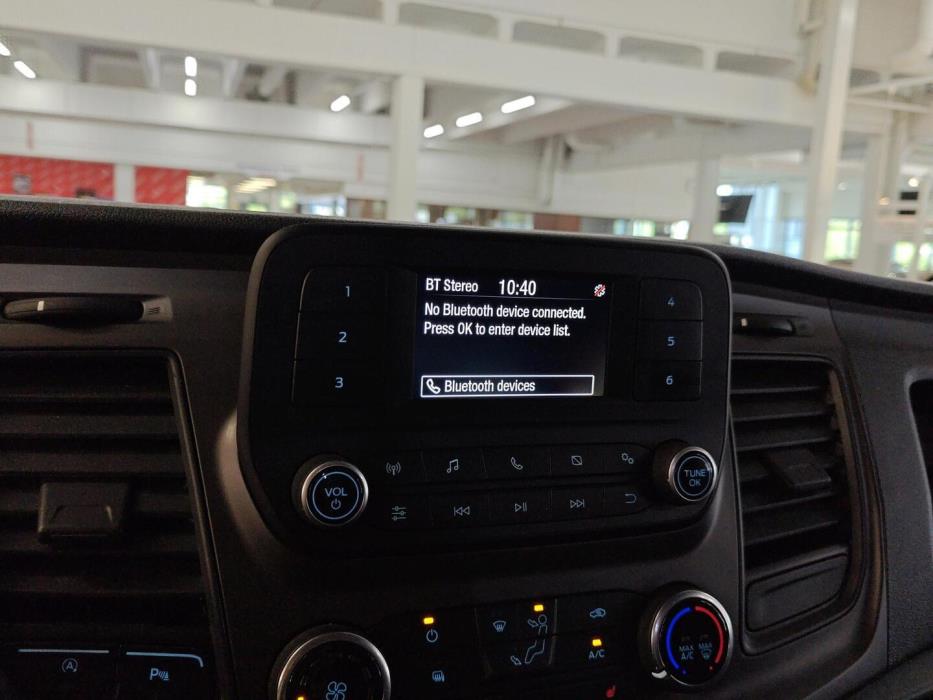 BT Stereo 10:40
No Bluetooth device connected.
Press OK to enter device list.
Bluetooth devices
1
2
3
4
5
6
VOL
TUNE
OK
A/C
MAX
A/C
MAX
A
P